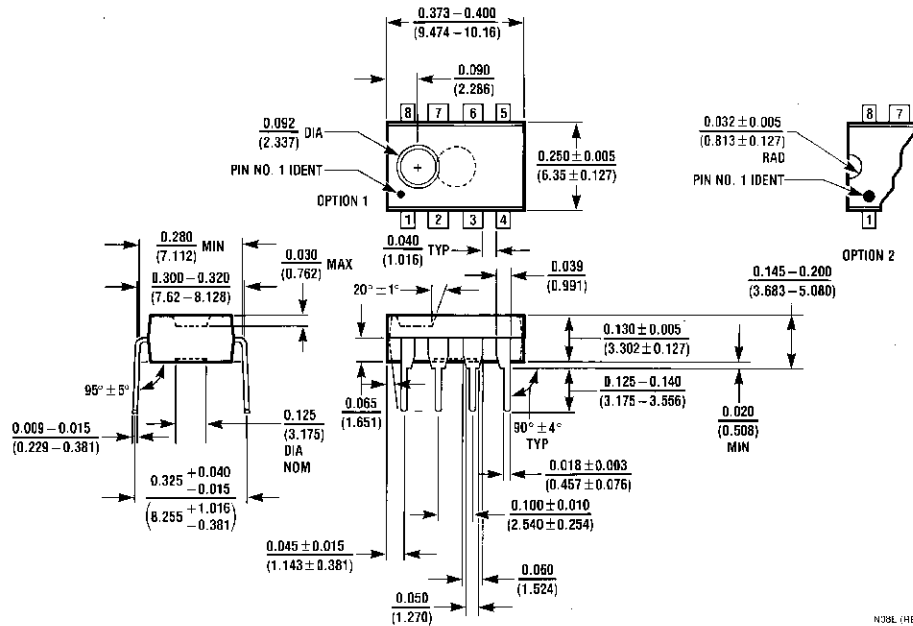 0.373–0.400
(9.474–10.16)
0.090
(2.286)
8 7 6 5
0.092 DIA
(2.337)
PIN NO. 1 IDENT
OPTION 1
0.250 ± 0.005
(6.35 ± 0.127)
1 2 3 4
8 7
0.032 ± 0.005
(0.813 ± 0.127)
RAD
PIN NO. 1 IDENT
1
OPTION 2
0.280 MIN
(7.112)
0.300–0.320
(7.62–8.128)
0.030 MAX
(0.762)
0.040 TYP
(1.016)
20° ± 1°
0.039
(0.991)
0.145–0.200
(3.683–5.080)
0.130 ± 0.005
(3.302 ± 0.127)
0.125–0.140
(3.175–3.556)
0.020
(0.508)
MIN
95° ± 5°
0.009–0.015
(0.229–0.381)
0.125
(3.175)
DIA
NOM
0.065
(1.651)
90° ± 4°
TYP
0.018 ± 0.003
(0.457 ± 0.076)
0.325 +0.040
–0.015
(8.255 +1.016
–0.381)
0.100 ± 0.010
(2.540 ± 0.254)
0.045 ± 0.015
(1.143 ± 0.381)
0.060
(1.524)
0.050
(1.270)